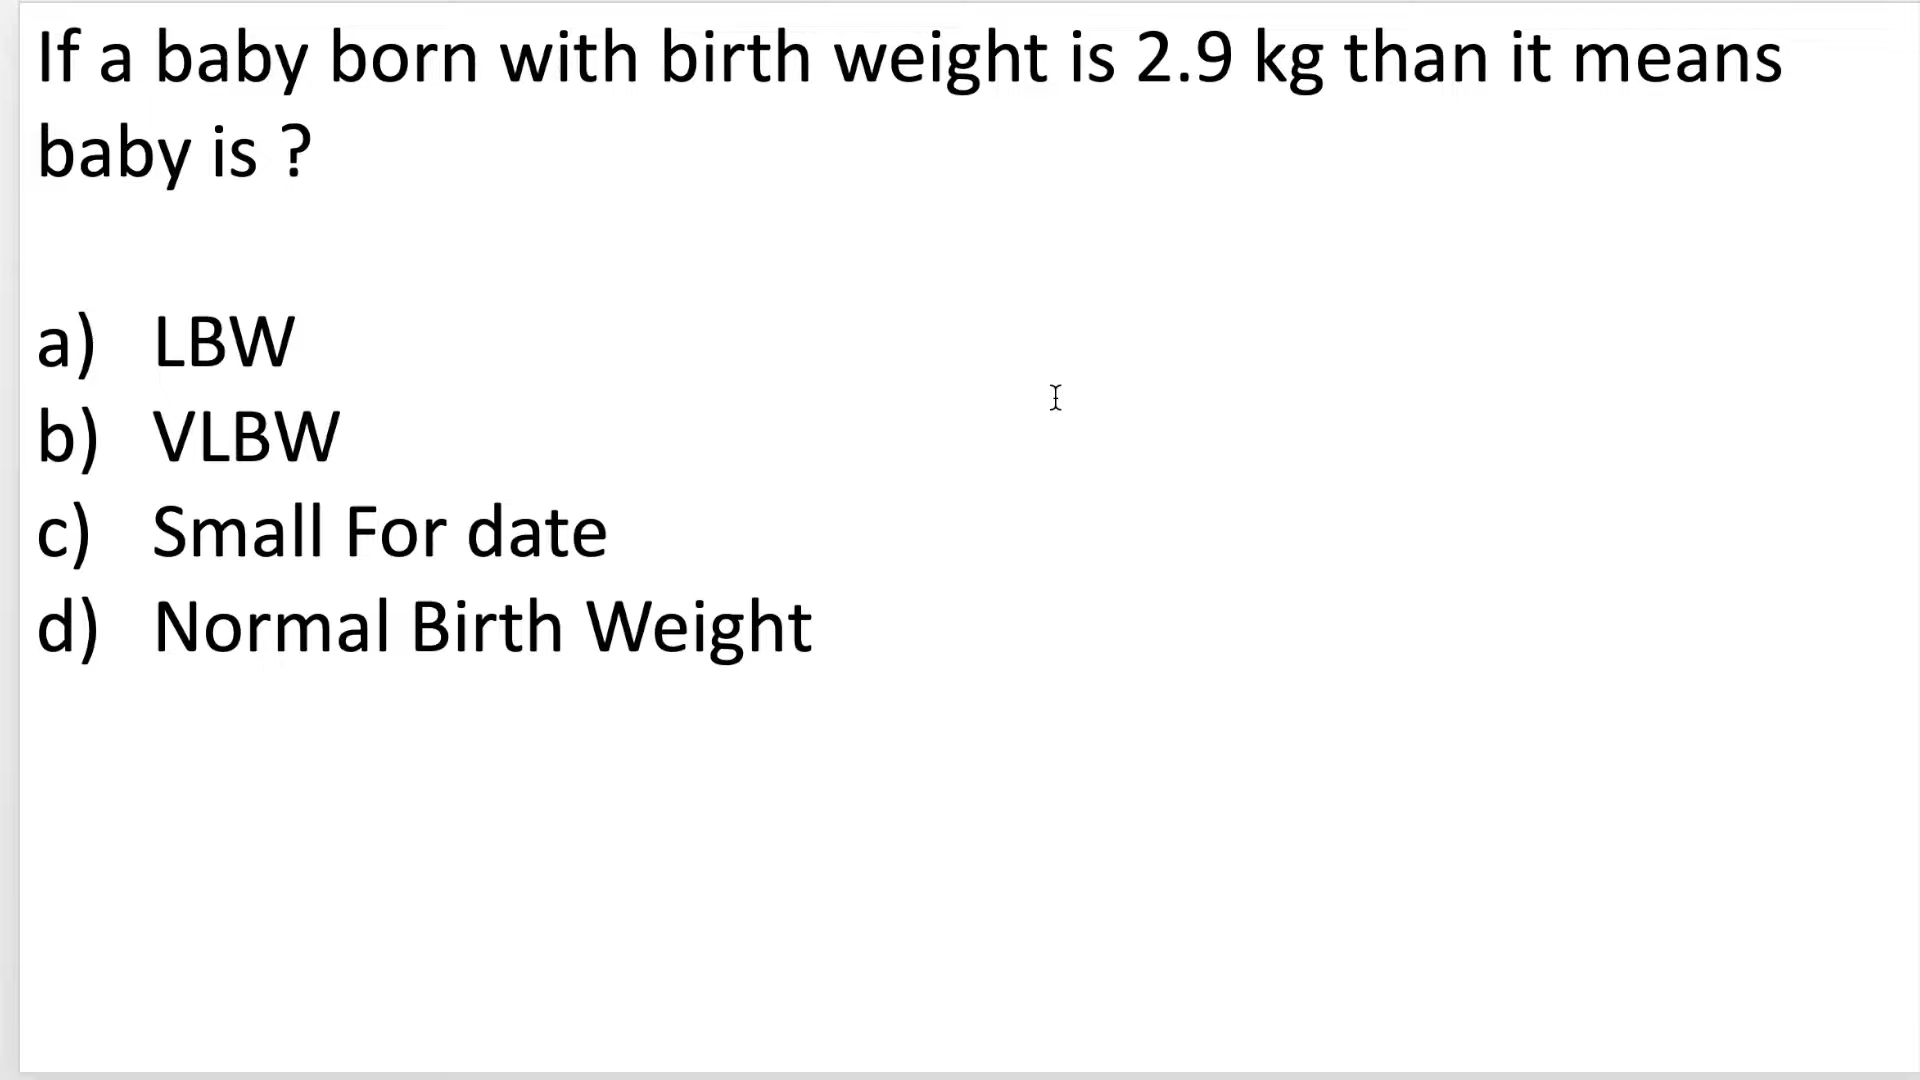 If a baby born with birth weight is 2.9 kg than it means
baby is ?
a) LBW
b) VLBW
c) Small For date
d) Normal Birth Weight